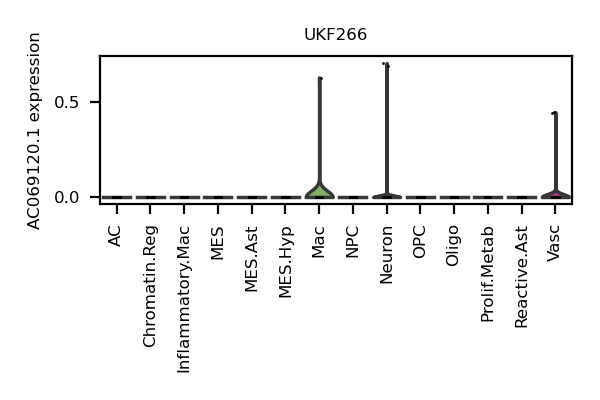 UKF266
AC069120.1 expression
0.5
0.0
AC
Chromatin.Reg
Inflammatory.Mac
MES
MES.Ast
MES.Hyp
Mac
NPC
Neuron
OPC
Oligo
Prolif.Metab
Reactive.Ast
Vasc